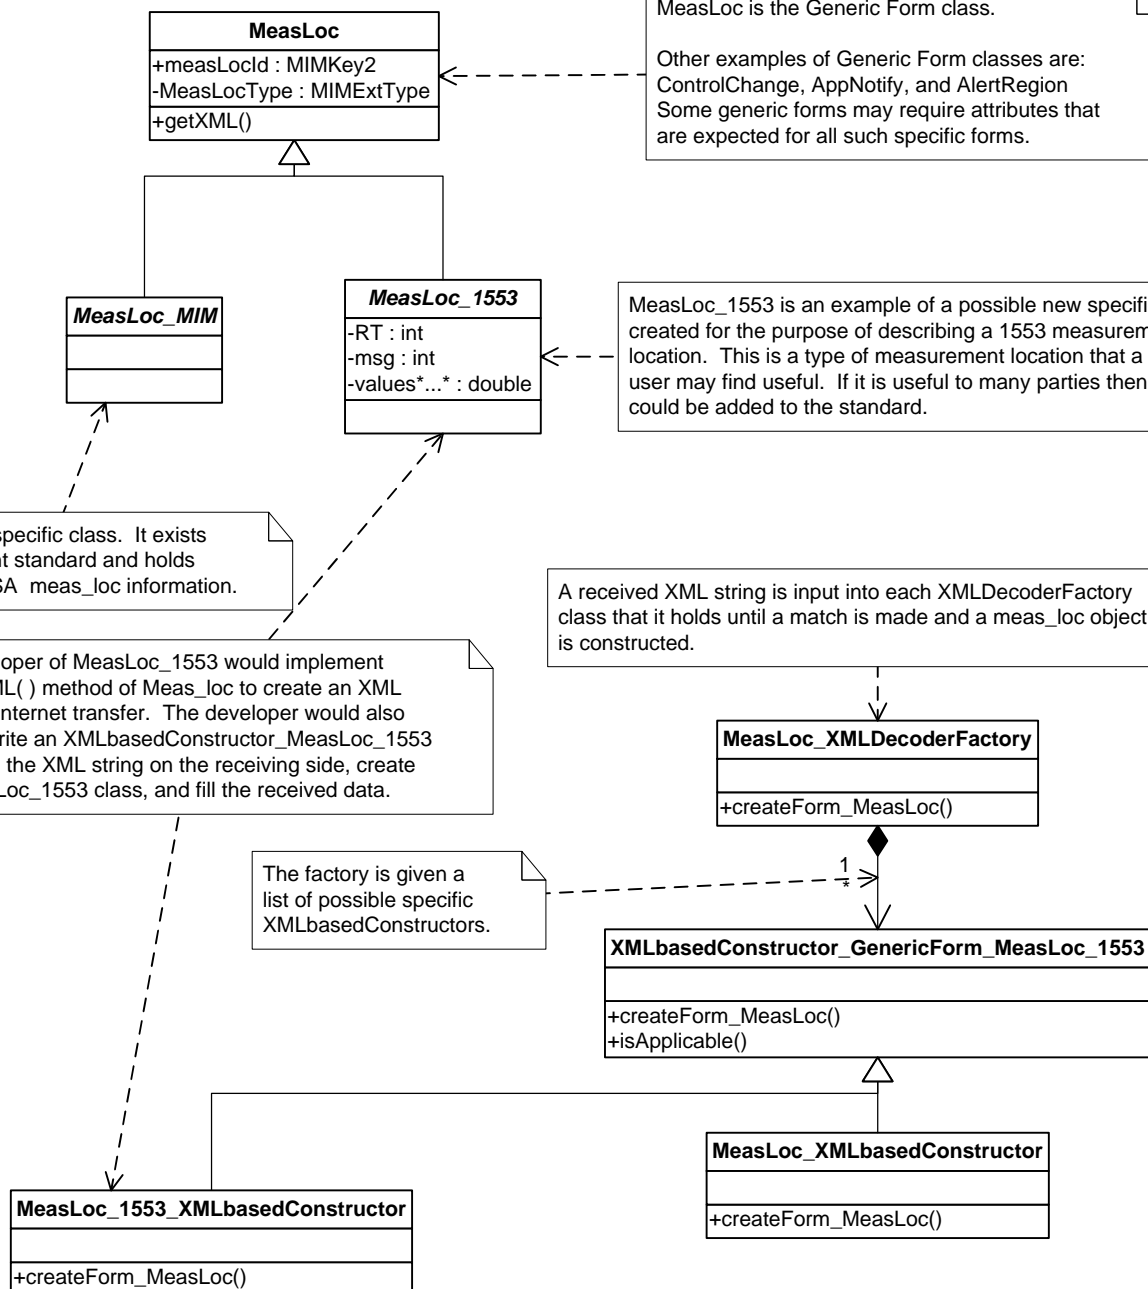 MeasLoc is the Generic Form class.
Other examples of Generic Form classes are:
ControlChange, AppNotify, and AlertRegion
Some generic forms may require attributes that
are expected for all such specific forms.
MeasLoc
+measLocId : MIMKey2
-MeasLocType : MIMExtType
+getXML()
MeasLoc_MIM
MeasLoc_1553
-RT : int
-msg : int
-values*...* : double
MeasLoc_1553 is an example of a possible new specifi
created for the purpose of describing a 1553 measurem
location. This is a type of measurement location that a
user may find useful. If it is useful to many parties then
could be added to the standard.
specific class. It exists
nt standard and holds
SA meas_loc information.
A received XML string is input into each XMLDecoderFactory
class that it holds until a match is made and a meas_loc object
is constructed.
oper of MeasLoc_1553 would implement
ML( ) method of Meas_loc to create an XML
nternet transfer. The developer would also
rite an XMLbasedConstructor_MeasLoc_1553
the XML string on the receiving side, create
Loc_1553 class, and fill the received data.
MeasLoc_XMLDecoderFactory
+createForm_MeasLoc()
The factory is given a
list of possible specific
XMLbasedConstructors.
1
*
XMLbasedConstructor_GenericForm_MeasLoc_1553
+createForm_MeasLoc()
+isApplicable()
MeasLoc_XMLbasedConstructor
+createForm_MeasLoc()
MeasLoc_1553_XMLbasedConstructor
+createForm_MeasLoc()